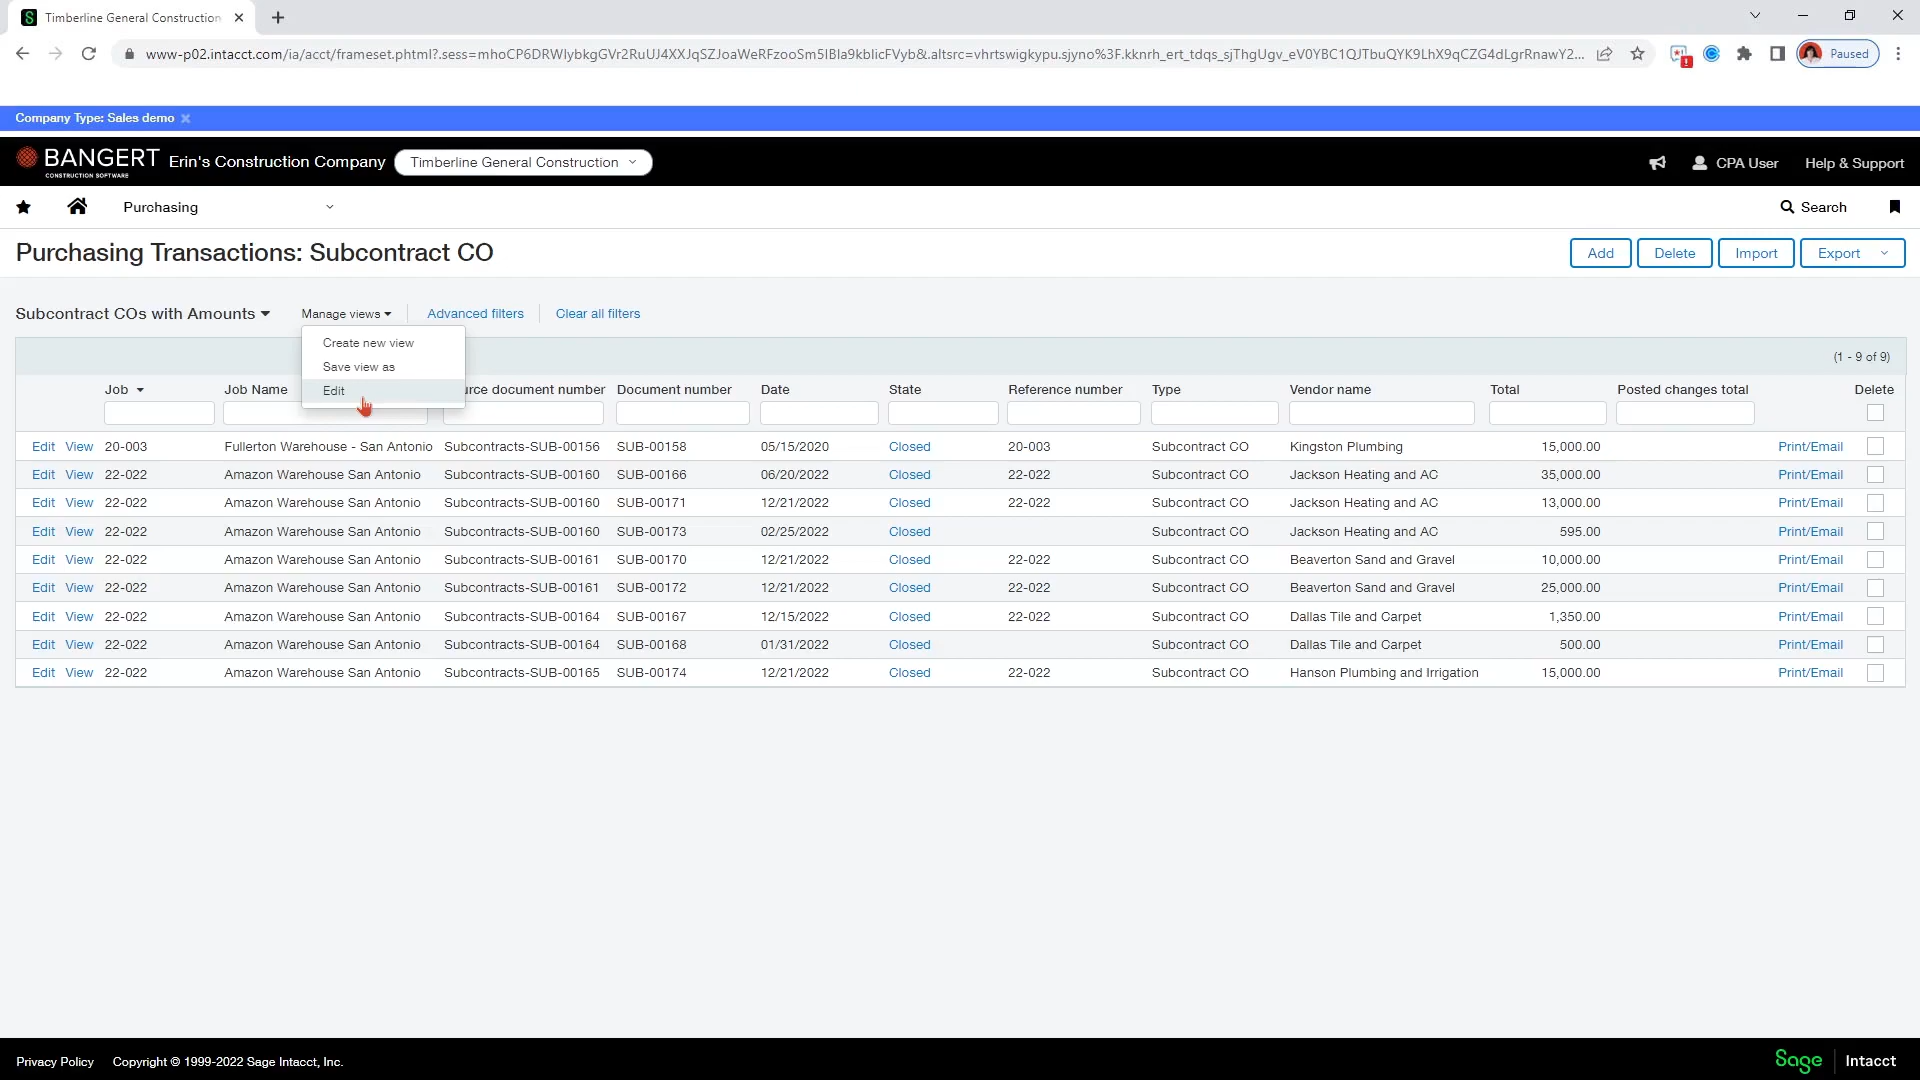 Timberline General Construction
www-p02.intacct.com/ia/acct/frameset.phtml?.sess=mhoCP6DRWIybkgGVr2RuUJ4XXJqSZJoaWeRFzooSm5IBIa9kblicFVyb&.altsrc=vhrtswigkypu.sjyno%3F.kknrh_ert_tdqs_sjThgUgv_eV0YBC1QJTbuQYK9LhX9qCZG4dLgrRnawY2... Paused
Company Type: Sales demo
BANGERT CONSTRUCTION SOFTWARE Erin's Construction Company Timberline General Construction CPA User Help & Support
Purchasing Search
Purchasing Transactions: Subcontract CO Add Delete Import Export
Subcontract COs with Amounts Manage views Advanced filters Clear all filters
Create new view
Save view as
Edit
(1 - 9 of 9)
Job Job Name urce document number Document number Date State Reference number Type Vendor name Total Posted changes total Delete
Edit View 20-003 Fullerton Warehouse - San Antonio Subcontracts-SUB-00156 SUB-00158 05/15/2020 Closed 20-003 Subcontract CO Kingston Plumbing 15,000.00 Print/Email
Edit View 22-022 Amazon Warehouse San Antonio Subcontracts-SUB-00160 SUB-00166 06/20/2022 Closed 22-022 Subcontract CO Jackson Heating and AC 35,000.00 Print/Email
Edit View 22-022 Amazon Warehouse San Antonio Subcontracts-SUB-00160 SUB-00171 12/21/2022 Closed 22-022 Subcontract CO Jackson Heating and AC 13,000.00 Print/Email
Edit View 22-022 Amazon Warehouse San Antonio Subcontracts-SUB-00160 SUB-00173 02/25/2022 Closed Subcontract CO Jackson Heating and AC 595.00 Print/Email
Edit View 22-022 Amazon Warehouse San Antonio Subcontracts-SUB-00161 SUB-00170 12/21/2022 Closed 22-022 Subcontract CO Beaverton Sand and Gravel 10,000.00 Print/Email
Edit View 22-022 Amazon Warehouse San Antonio Subcontracts-SUB-00161 SUB-00172 12/21/2022 Closed 22-022 Subcontract CO Beaverton Sand and Gravel 25,000.00 Print/Email
Edit View 22-022 Amazon Warehouse San Antonio Subcontracts-SUB-00164 SUB-00167 12/15/2022 Closed 22-022 Subcontract CO Dallas Tile and Carpet 1,350.00 Print/Email
Edit View 22-022 Amazon Warehouse San Antonio Subcontracts-SUB-00164 SUB-00168 01/31/2022 Closed Subcontract CO Dallas Tile and Carpet 500.00 Print/Email
Edit View 22-022 Amazon Warehouse San Antonio Subcontracts-SUB-00165 SUB-00174 12/21/2022 Closed 22-022 Subcontract CO Hanson Plumbing and Irrigation 15,000.00 Print/Email
Privacy Policy Copyright © 1999-2022 Sage Intacct, Inc. Sage Intacct